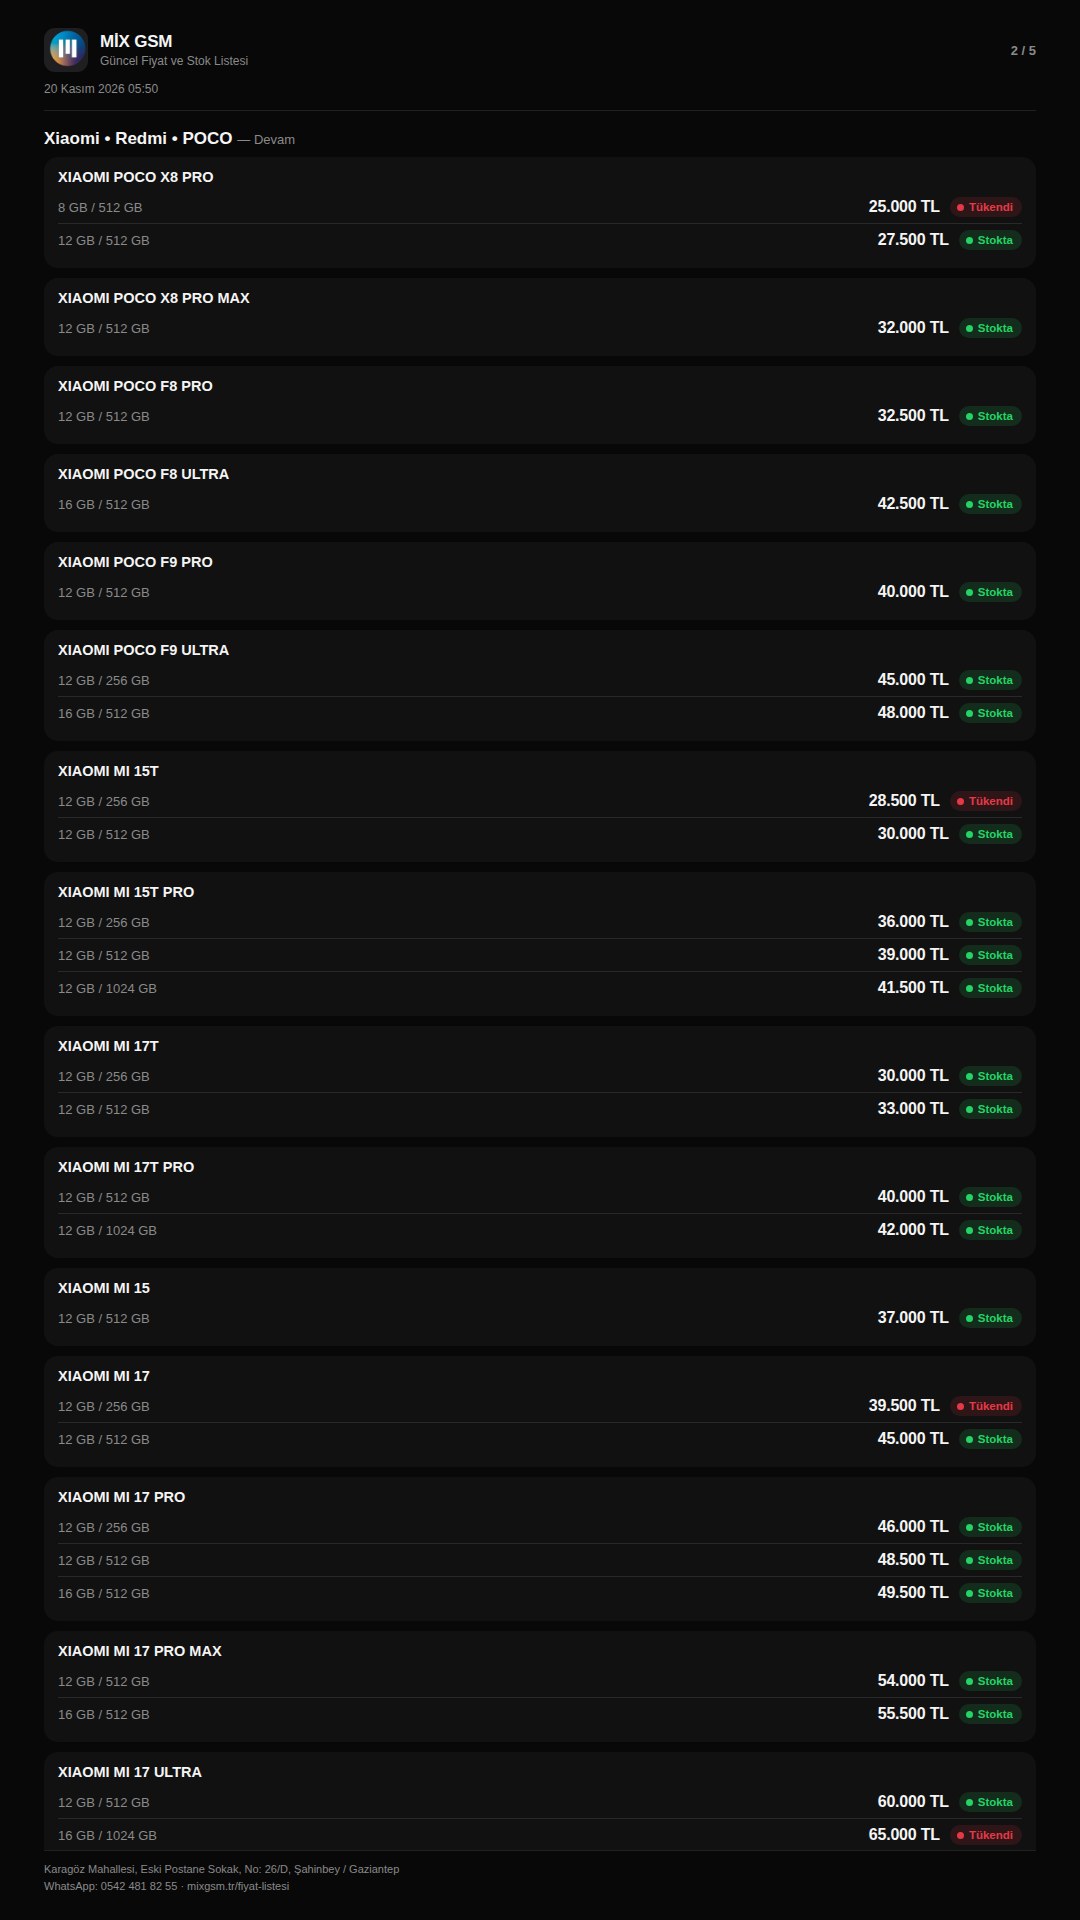 MİX GSM
Güncel Fiyat ve Stok Listesi
2 / 5
20 Kasım 2026 05:50
Xiaomi • Redmi • POCO — Devam
XIAOMI POCO X8 PRO
8 GB / 512 GB 25.000 TL Tükendi
12 GB / 512 GB 27.500 TL Stokta
XIAOMI POCO X8 PRO MAX
12 GB / 512 GB 32.000 TL Stokta
XIAOMI POCO F8 PRO
12 GB / 512 GB 32.500 TL Stokta
XIAOMI POCO F8 ULTRA
16 GB / 512 GB 42.500 TL Stokta
XIAOMI POCO F9 PRO
12 GB / 512 GB 40.000 TL Stokta
XIAOMI POCO F9 ULTRA
12 GB / 256 GB 45.000 TL Stokta
16 GB / 512 GB 48.000 TL Stokta
XIAOMI MI 15T
12 GB / 256 GB 28.500 TL Tükendi
12 GB / 512 GB 30.000 TL Stokta
XIAOMI MI 15T PRO
12 GB / 256 GB 36.000 TL Stokta
12 GB / 512 GB 39.000 TL Stokta
12 GB / 1024 GB 41.500 TL Stokta
XIAOMI MI 17T
12 GB / 256 GB 30.000 TL Stokta
12 GB / 512 GB 33.000 TL Stokta
XIAOMI MI 17T PRO
12 GB / 512 GB 40.000 TL Stokta
12 GB / 1024 GB 42.000 TL Stokta
XIAOMI MI 15
12 GB / 512 GB 37.000 TL Stokta
XIAOMI MI 17
12 GB / 256 GB 39.500 TL Tükendi
12 GB / 512 GB 45.000 TL Stokta
XIAOMI MI 17 PRO
12 GB / 256 GB 46.000 TL Stokta
12 GB / 512 GB 48.500 TL Stokta
16 GB / 512 GB 49.500 TL Stokta
XIAOMI MI 17 PRO MAX
12 GB / 512 GB 54.000 TL Stokta
16 GB / 512 GB 55.500 TL Stokta
XIAOMI MI 17 ULTRA
12 GB / 512 GB 60.000 TL Stokta
16 GB / 1024 GB 65.000 TL Tükendi
Karagöz Mahallesi, Eski Postane Sokak, No: 26/D, Şahinbey / Gaziantep
WhatsApp: 0542 481 82 55 · mixgsm.tr/fiyat-listesi